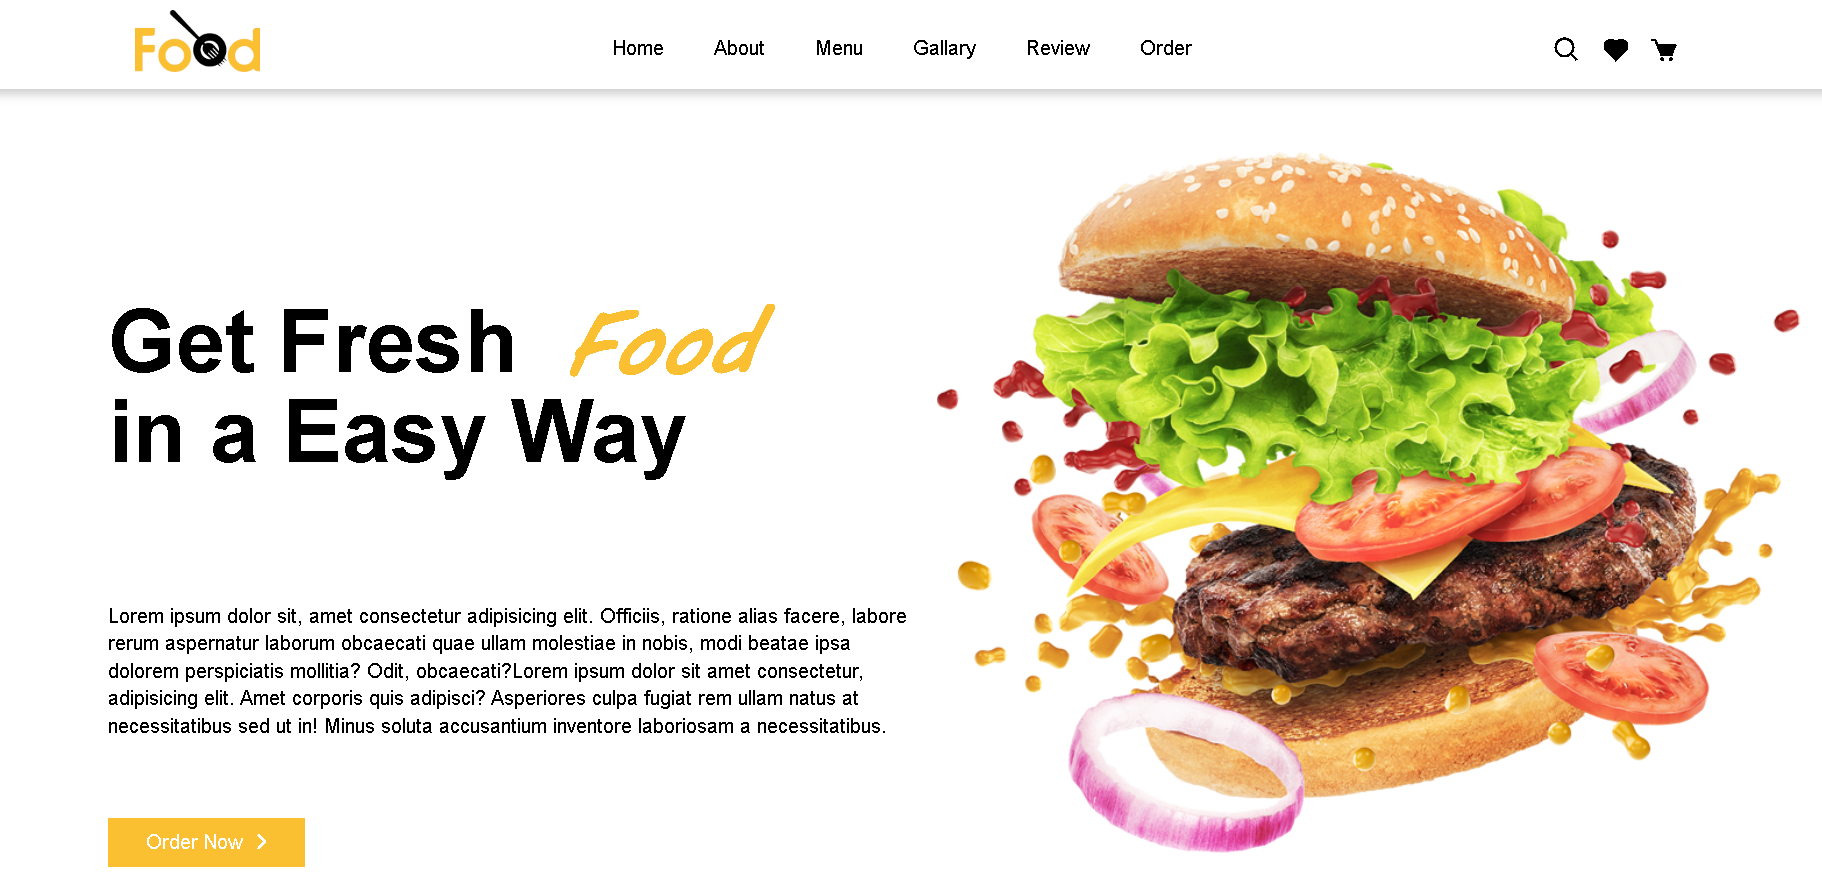 Food
Home About Menu Gallary Review Order
Get Fresh Food
in a Easy Way
Lorem ipsum dolor sit, amet consectetur adipisicing elit. Officiis, ratione alias facere, labore
rerum aspernatur laborum obcaecati quae ullam molestiae in nobis, modi beatae ipsa
dolorem perspiciatis mollitia? Odit, obcaecati?Lorem ipsum dolor sit amet consectetur,
adipisicing elit. Amet corporis quis adipisci? Asperiores culpa fugiat rem ullam natus at
necessitatibus sed ut in! Minus soluta accusantium inventore laboriosam a necessitatibus.
Order Now